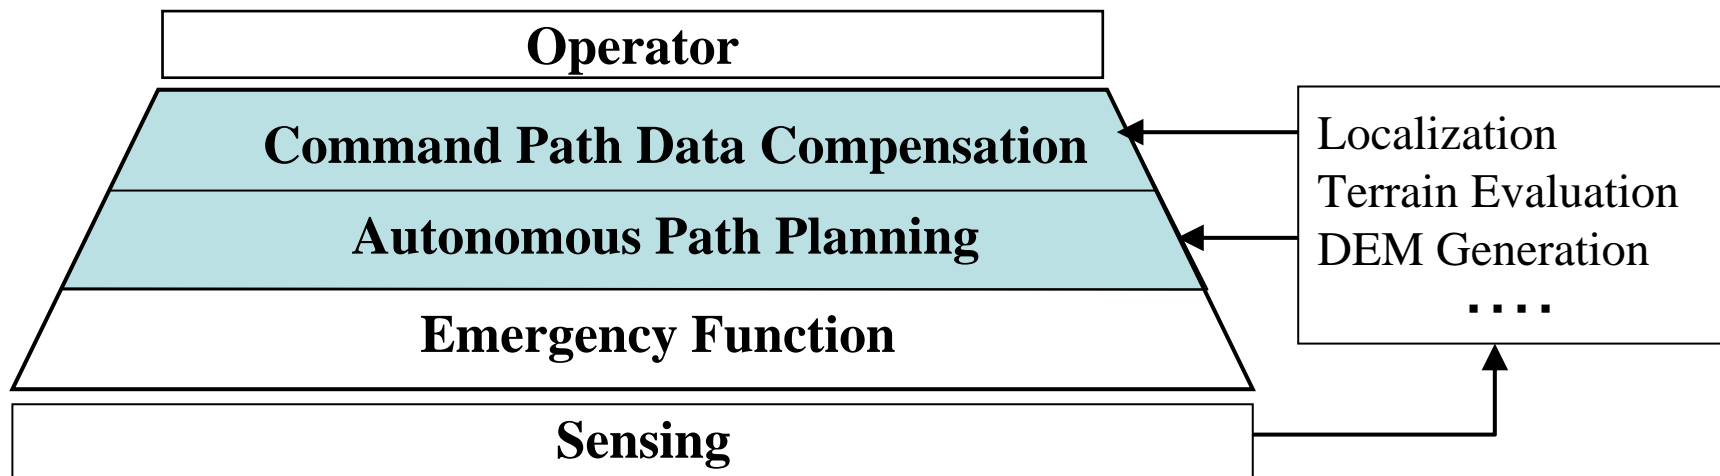 Operator
Command Path Data Compensation
Autonomous Path Planning
Emergency Function
Sensing
Localization
Terrain Evaluation
DEM Generation
....